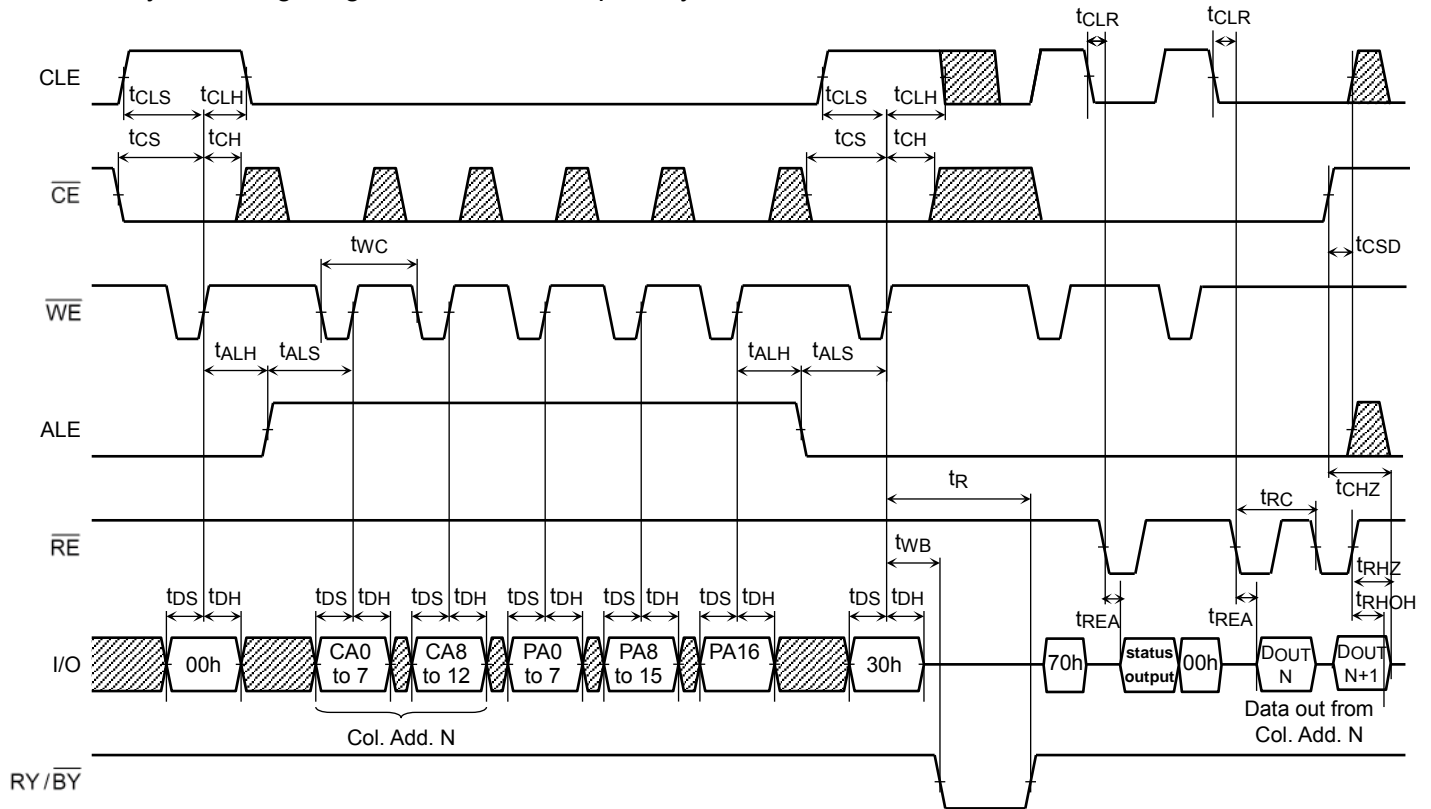 tCLR tCLR
CLE
tCLS tCLH tCLS tCLH
tCS tCH tCS tCH
CE
tWC tCSD
WE
tALH tALS tALH tALS
ALE
tR tCHZ
tRC
RE
tWB
tRHZ
tDS tDH tDS tDH tDS tDH tDS tDH tDS tDH tDS tDH tDS tDH tREA tREA tRHOH
I/O
00h
CA0
to 7
CA8
to 12
PA0
to 7
PA8
to 15
PA16
30h
70h
status
output
00h
DOUT
N
DOUT
N+1
Col. Add. N
Data out from
Col. Add. N
RY/BY